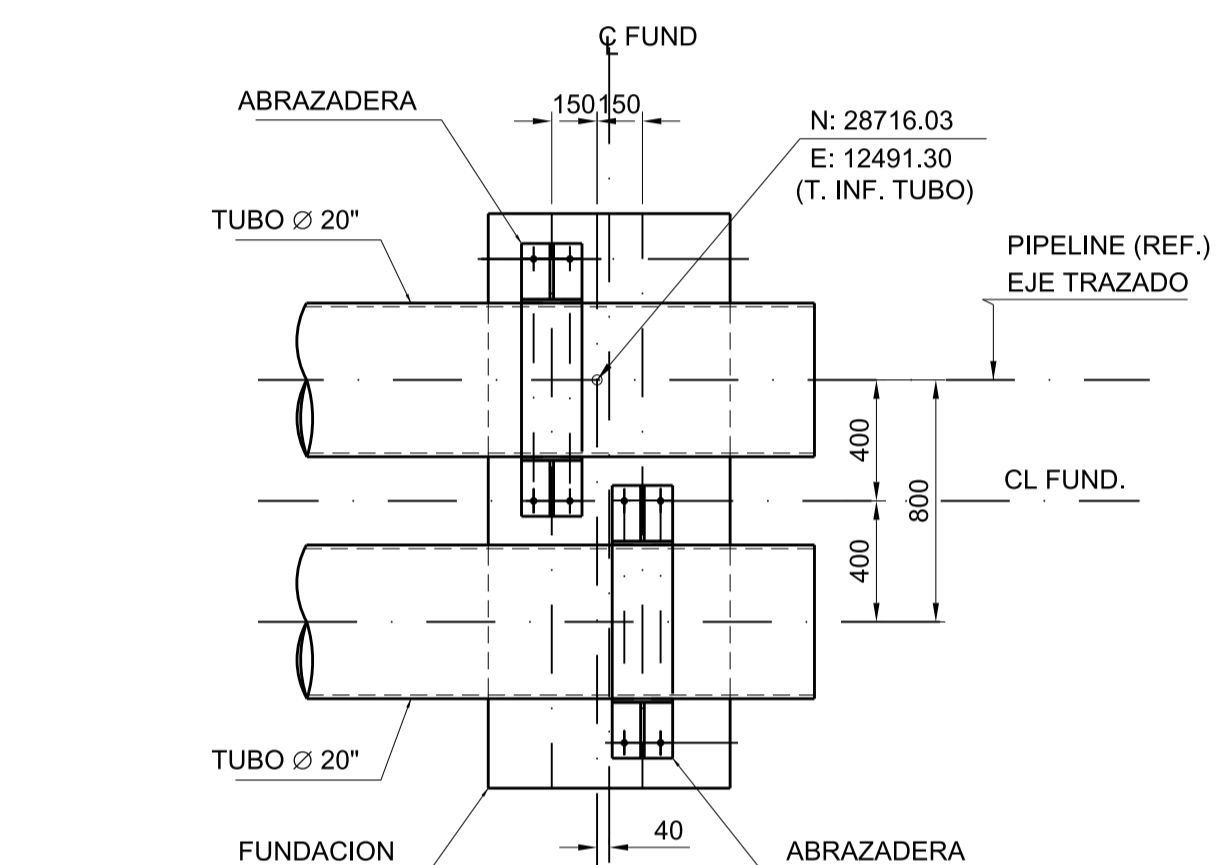 ℄ FUND
ABRAZADERA
150 150
N: 28716.03
E: 12491.30
(T. INF. TUBO)
TUBO ∅ 20"
PIPELINE (REF.)
EJE TRAZADO
400
800
CL FUND.
400
TUBO ∅ 20"
40
FUNDACION
ABRAZADERA